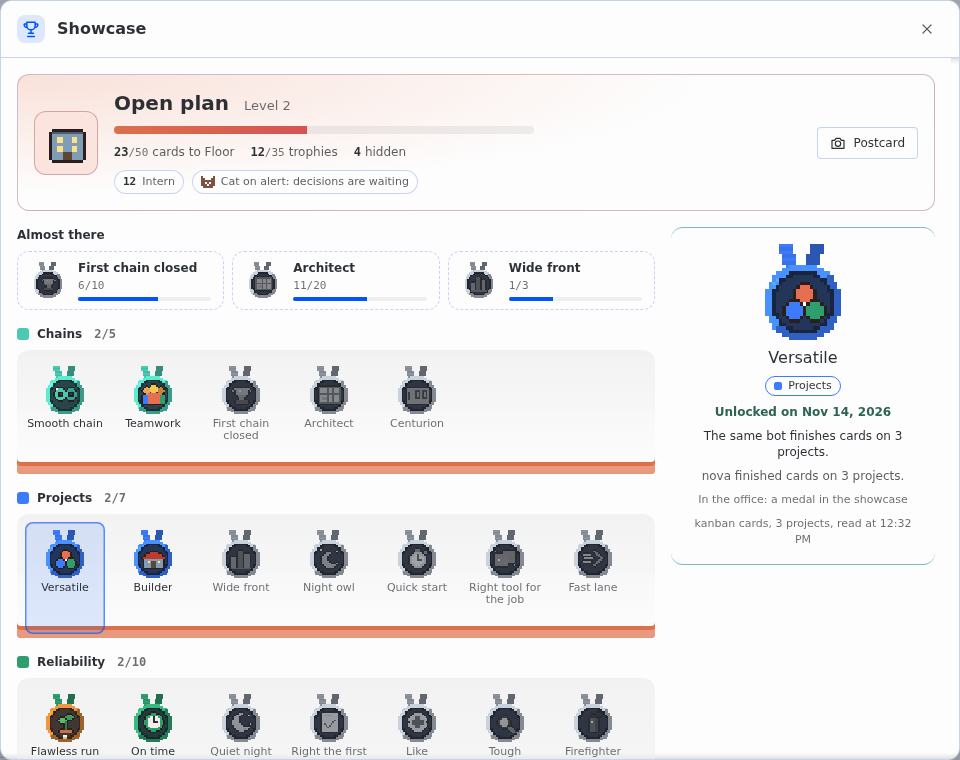 Showcase
Open plan Level 2
23/50 cards to Floor 12/35 trophies 4 hidden
12 Intern Cat on alert: decisions are waiting
Postcard
Almost there
First chain closed
6/10
Architect
11/20
Wide front
1/3
Chains 2/5
Smooth chain
Teamwork
First chain
closed
Architect
Centurion
Projects 2/7
Versatile
Builder
Wide front
Night owl
Quick start
Right tool for
the job
Fast lane
Reliability 2/10
Flawless run
On time
Quiet night
Right the first
Like
Tough
Firefighter
Versatile
Projects
Unlocked on Nov 14, 2026
The same bot finishes cards on 3
projects.
nova finished cards on 3 projects.
In the office: a medal in the showcase
kanban cards, 3 projects, read at 12:32
PM